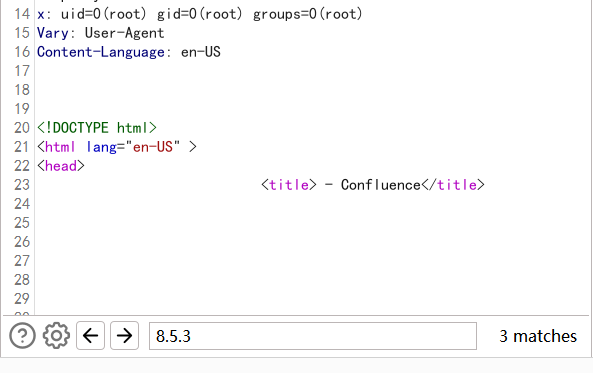 14 x: uid=0(root) gid=0(root) groups=0(root)
15 Vary: User-Agent
16 Content-Language: en-US
17
18
19
20 <!DOCTYPE html>
21 <html lang="en-US" >
22 <head>
23 <title> - Confluence</title>
24
25
26
27
28
29
8.5.3 3 matches